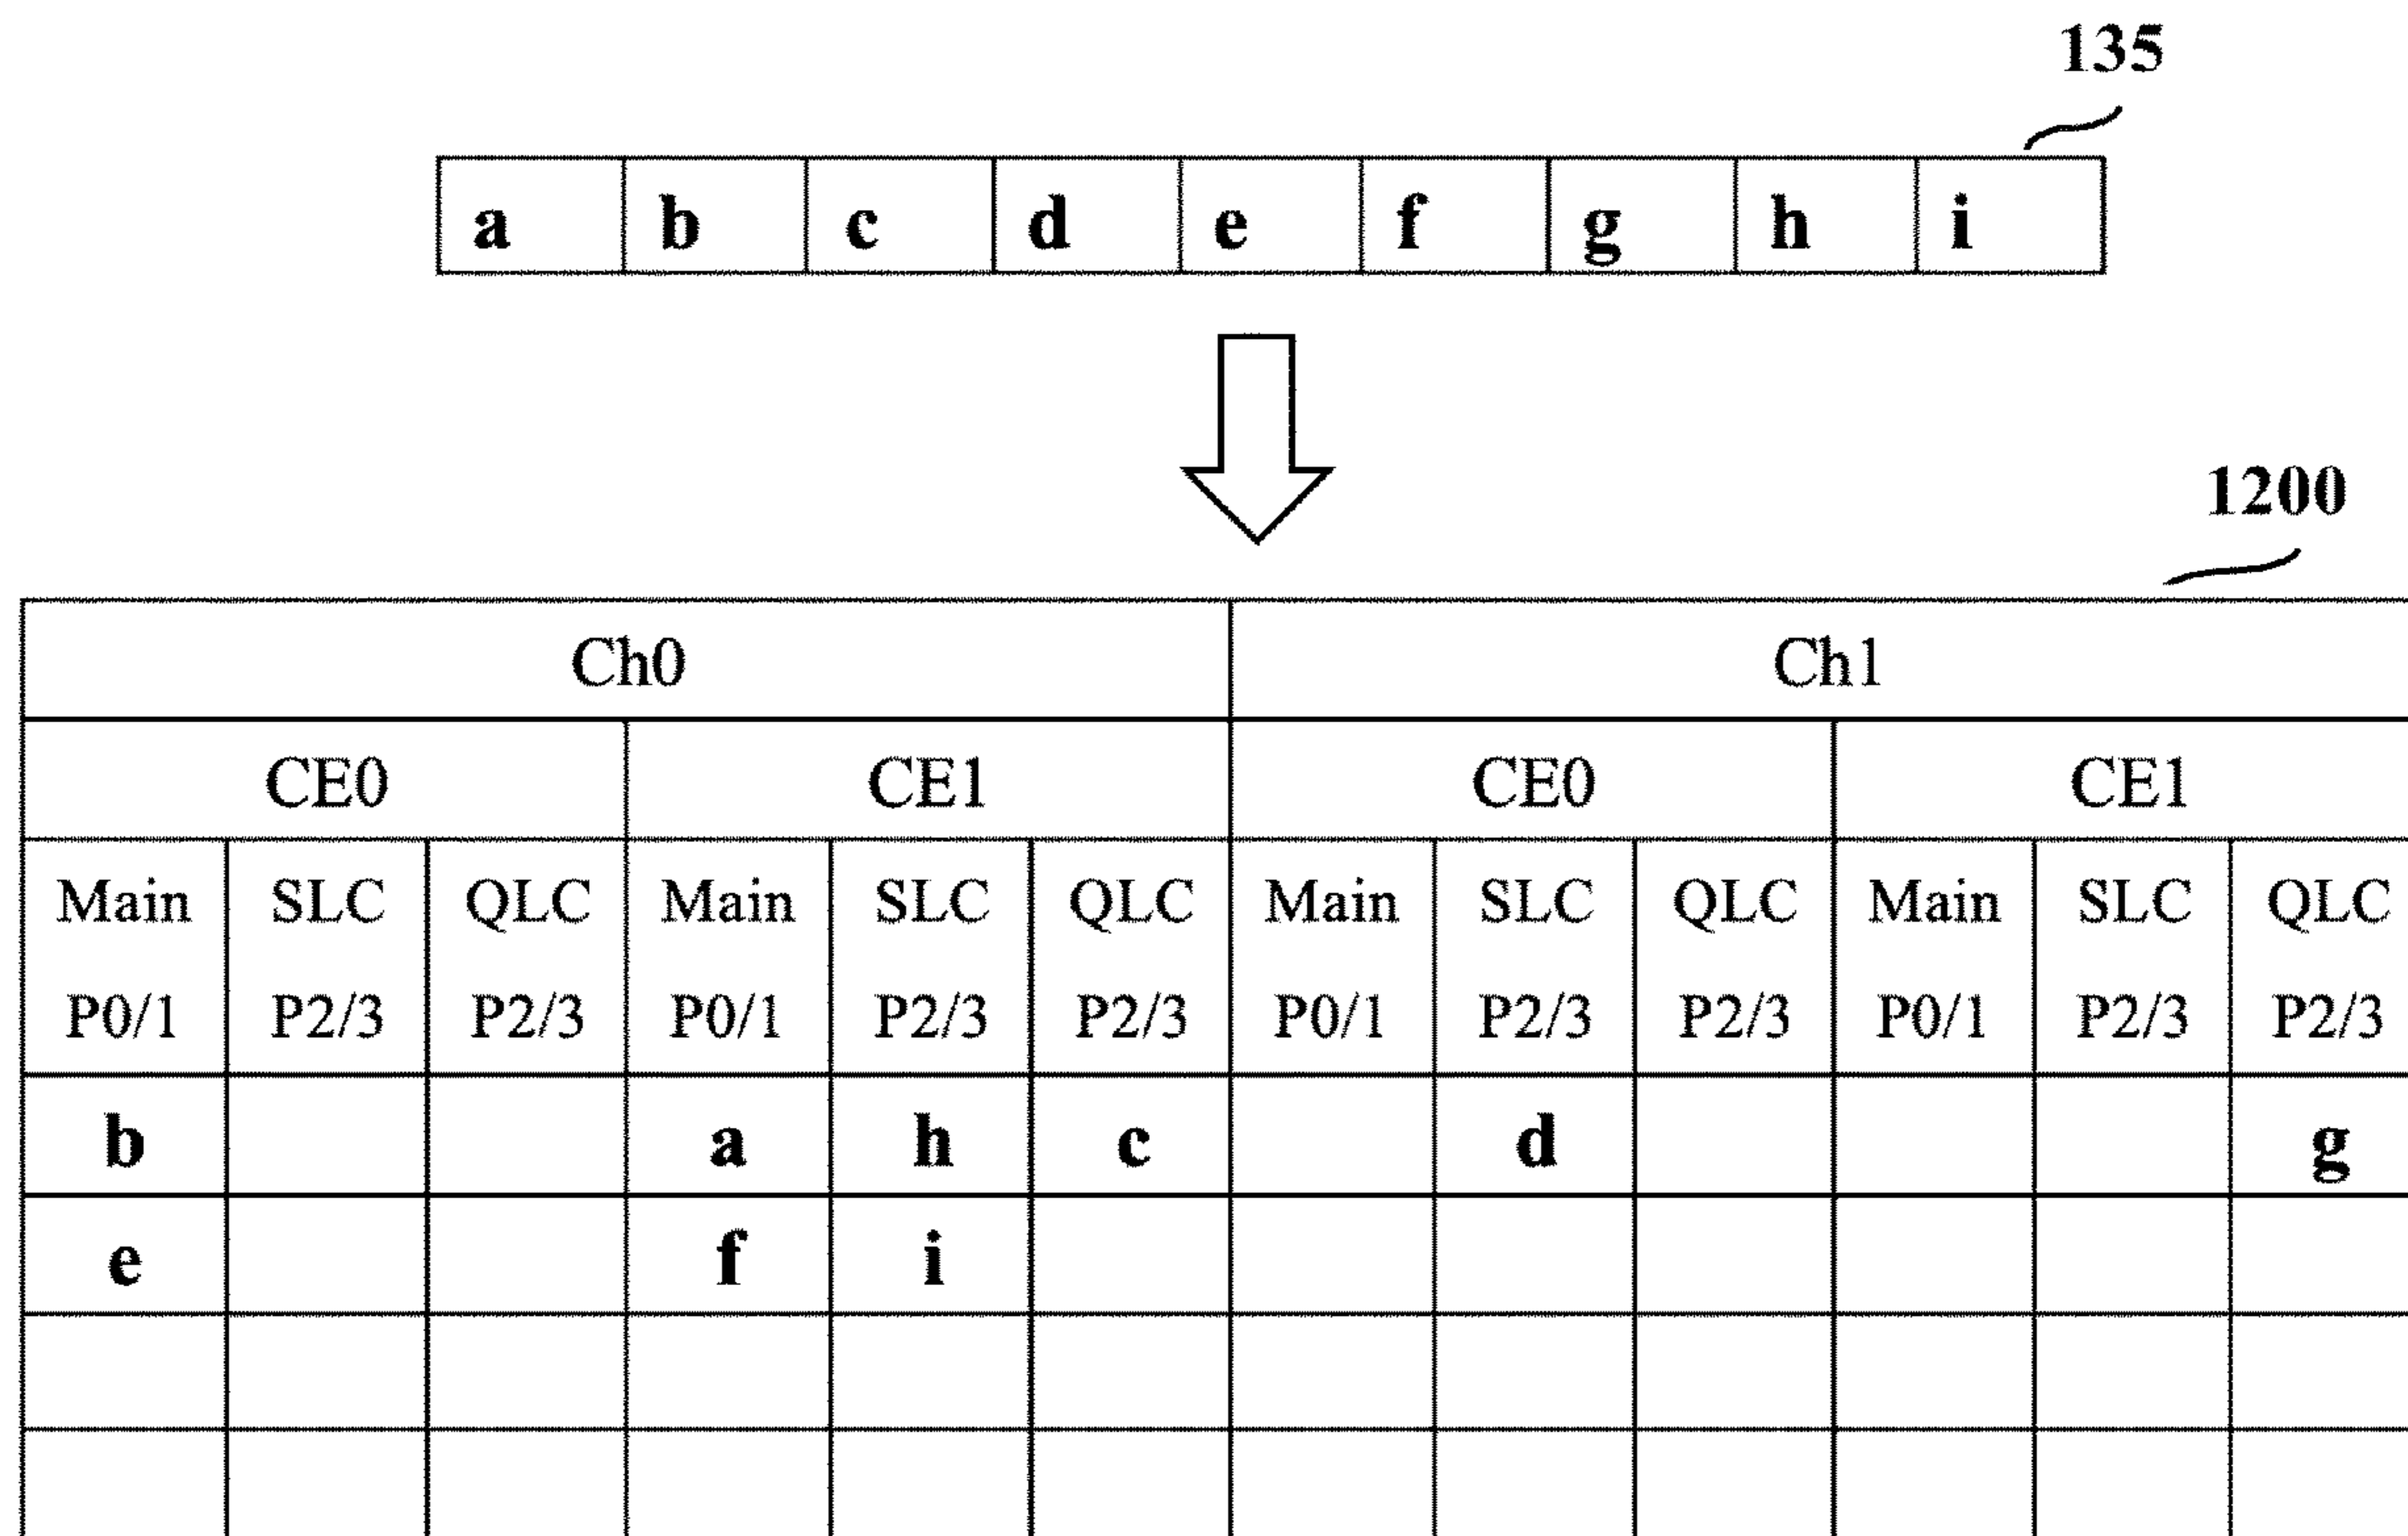 135
a b c d e f g h i
1200
Ch0 Ch1
CE0 CE1 CE0 CE1
Main SLC QLC Main SLC QLC Main SLC QLC Main SLC QLC
P0/1 P2/3 P2/3 P0/1 P2/3 P2/3 P0/1 P2/3 P2/3 P0/1 P2/3 P2/3
b a h c d g
e f i